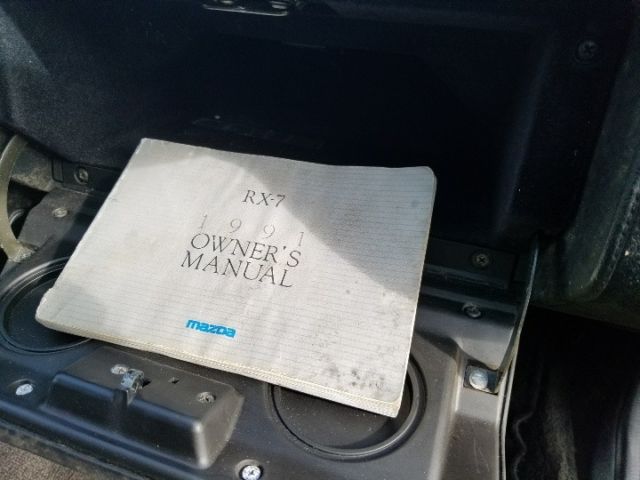 RX-7
1991
OWNER'S
MANUAL
mazda